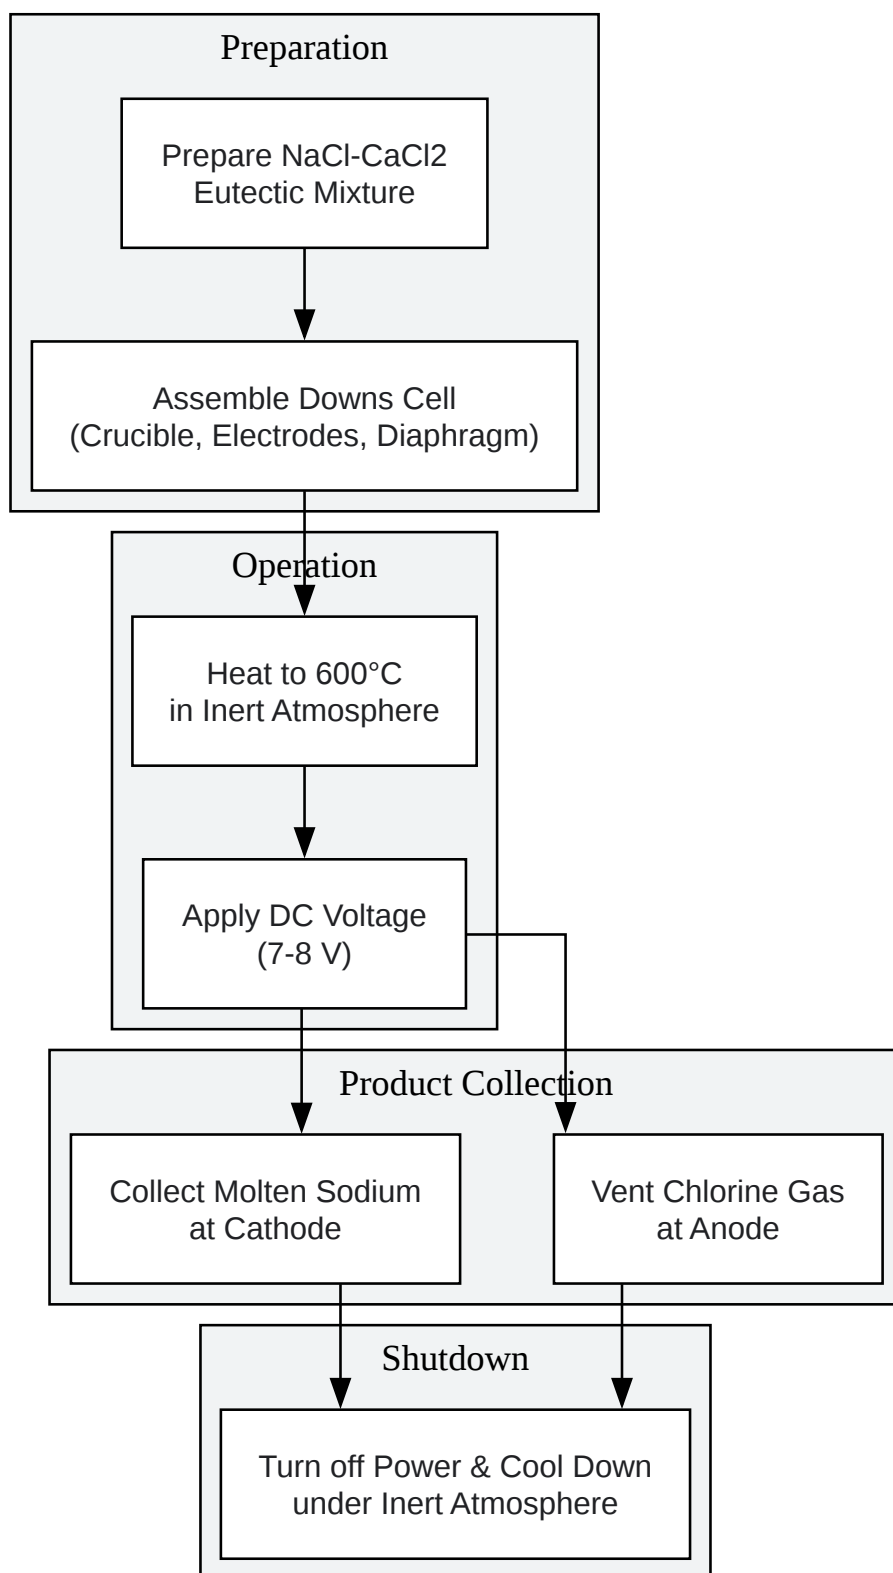 Preparation
Prepare NaCl-CaCl2
Eutectic Mixture
Assemble Downs Cell
(Crucible, Electrodes, Diaphragm)
Operation
Heat to 600°C
in Inert Atmosphere
Apply DC Voltage
(7-8 V)
Product Collection
Collect Molten Sodium
at Cathode
Vent Chlorine Gas
at Anode
Shutdown
Turn off Power & Cool Down
under Inert Atmosphere